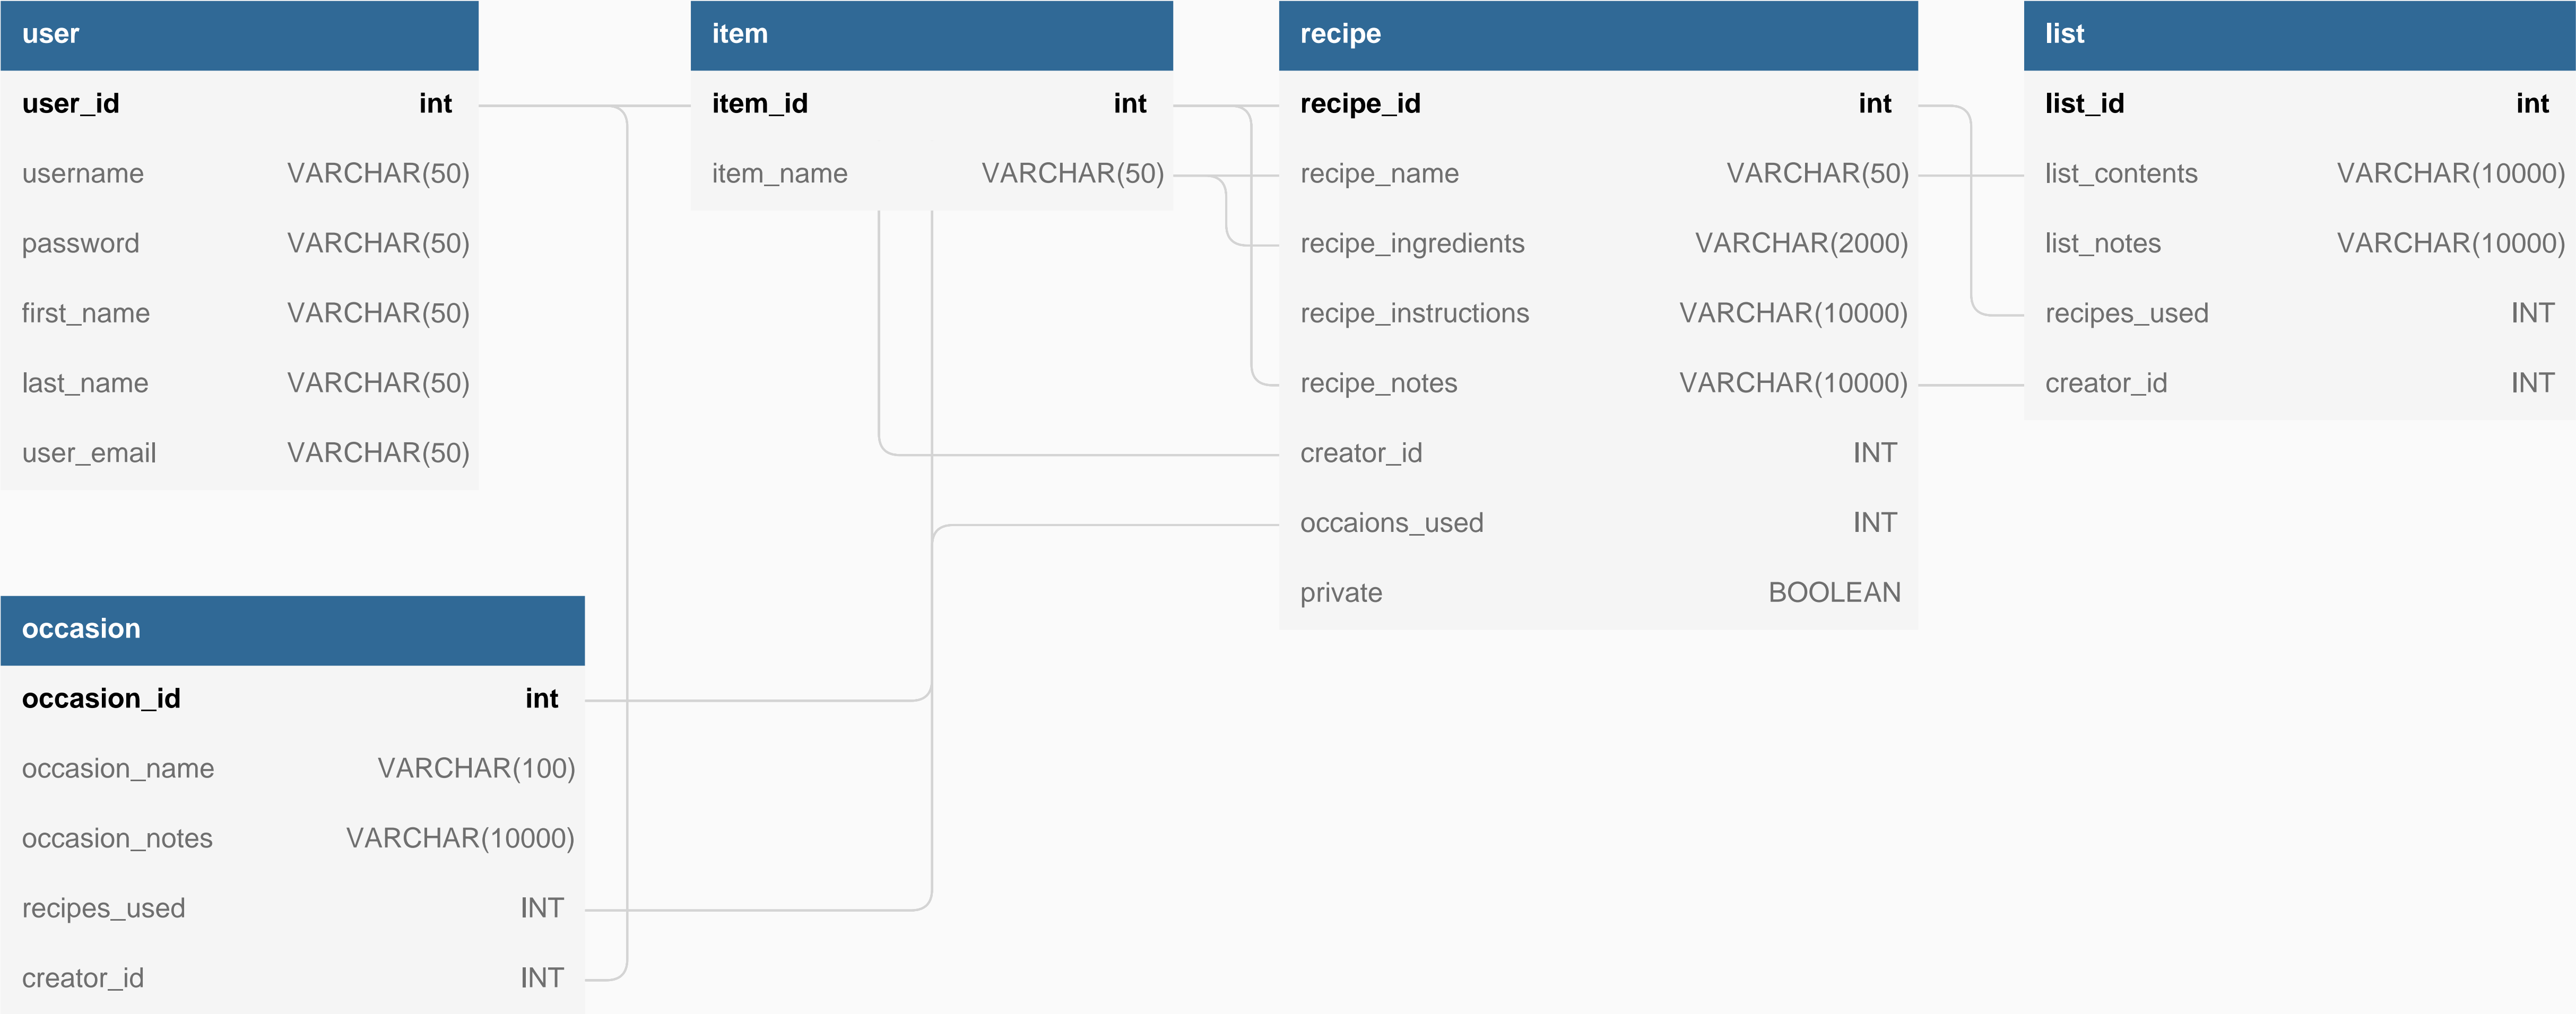 user
user_id int
username VARCHAR(50)
password VARCHAR(50)
first_name VARCHAR(50)
last_name VARCHAR(50)
user_email VARCHAR(50)
item
item_id int
item_name VARCHAR(50)
recipe
recipe_id int
recipe_name VARCHAR(50)
recipe_ingredients VARCHAR(2000)
recipe_instructions VARCHAR(10000)
recipe_notes VARCHAR(10000)
creator_id INT
occaions_used INT
private BOOLEAN
list
list_id int
list_contents VARCHAR(10000)
list_notes VARCHAR(10000)
recipes_used INT
creator_id INT
occasion
occasion_id int
occasion_name VARCHAR(100)
occasion_notes VARCHAR(10000)
recipes_used INT
creator_id INT